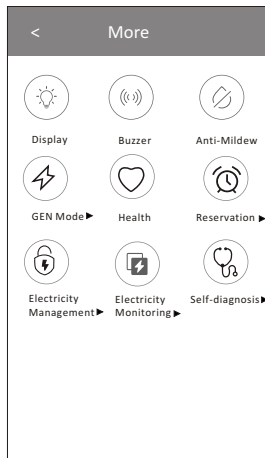 < More
Display Buzzer Anti-Mildew
GEN Mode▶ Health Reservation▶
Electricity Electricity Self-diagnosis▶
Management▶ Monitoring▶